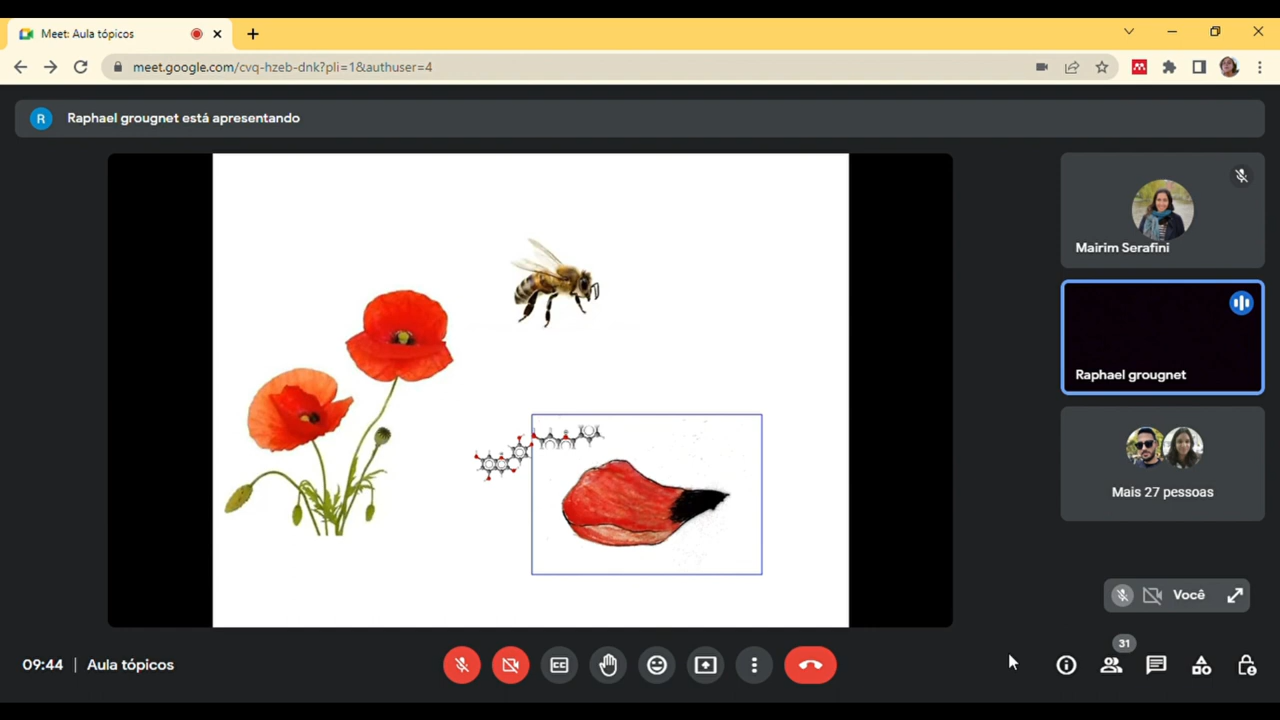 Meet: Aula tópicos
meet.google.com/cvq-hzeb-dnk?pli=1&authuser=4
R
Raphael grougnet está apresentando
Mairim Serafini
Raphael grougnet
Mais 27 pessoas
Você
31
09:44 | Aula tópicos